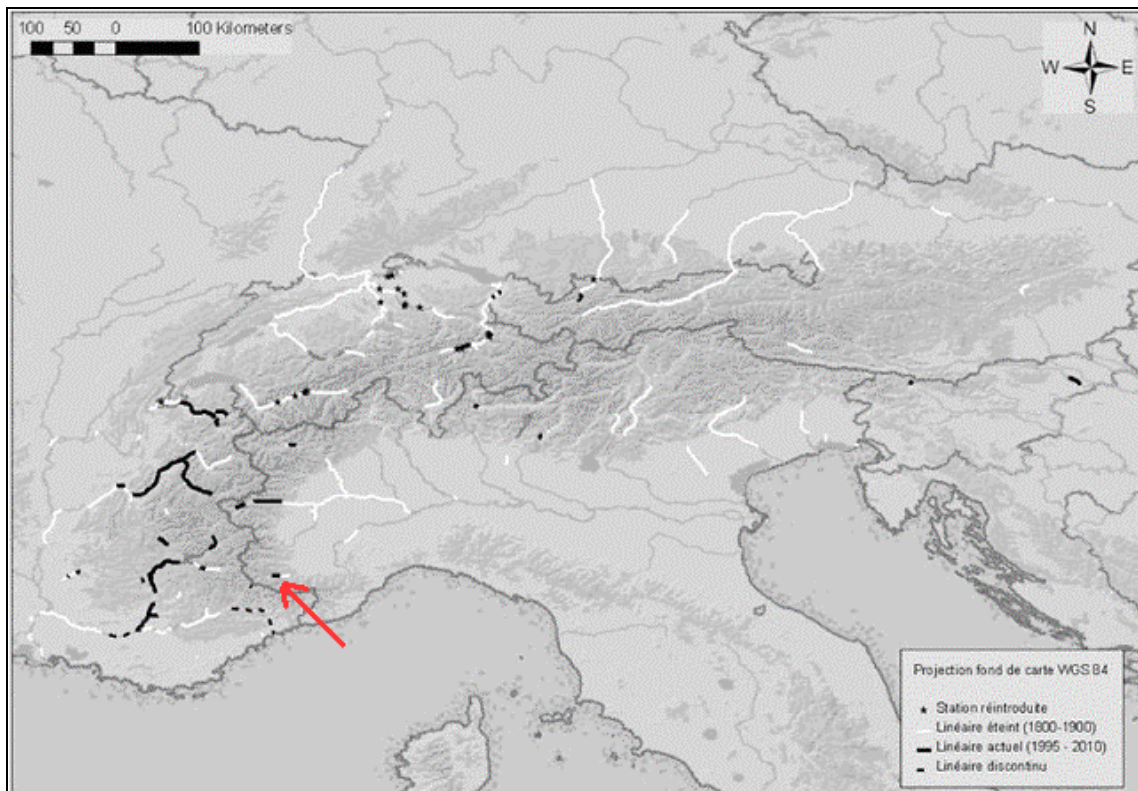 100 50 0 100 Kilometers
N
W E
S
Projection fond de carte WGS 84
Station réintroduite
Linéaire éteint (1800-1900)
Linéaire actuel (1995 - 2010)
Linéaire discontinu